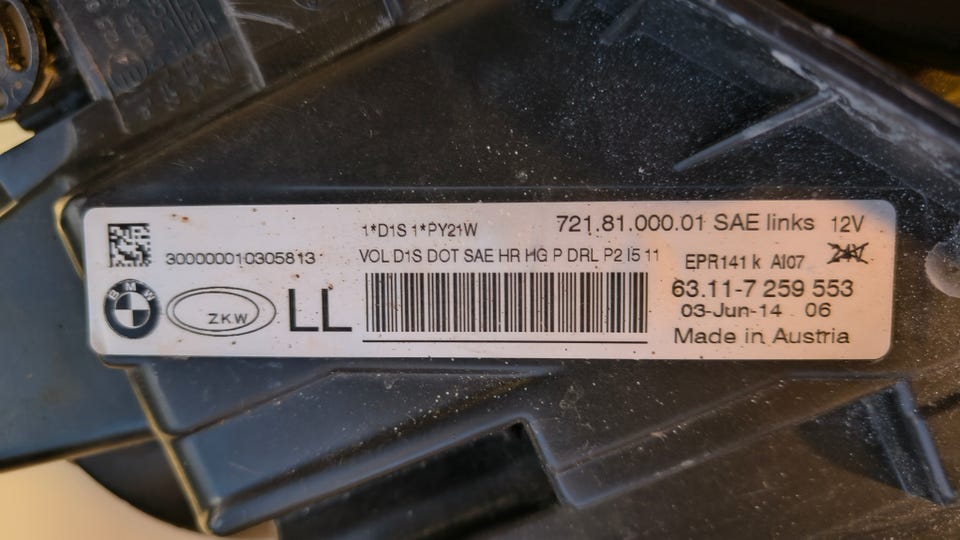 1*D1S 1*PY21W
721.81.000.01 SAE links 12V
24V
300000010305813
VOL D1S DOT SAE HR HG P DRL P2 I5 11
EPR141 k AI07
BMW
ZKW
LL
63.11-7 259 553
03-Jun-14 06
Made in Austria